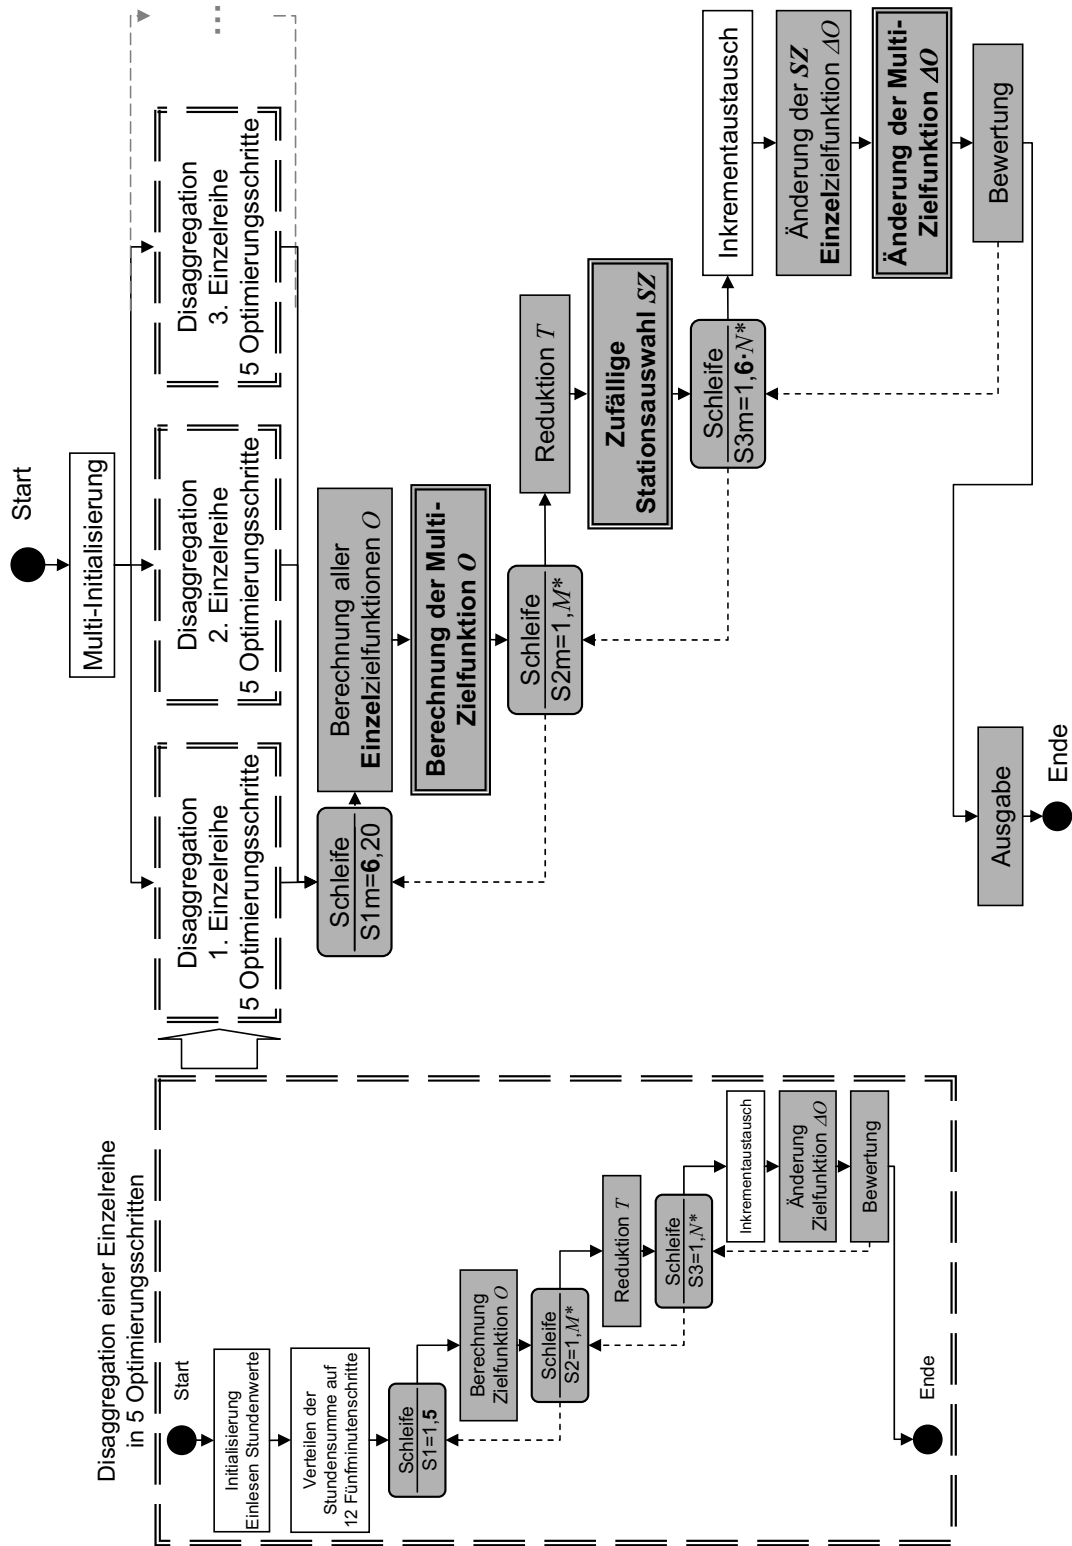 Disaggregation einer Einzelreihe
in 5 Optimierungsschritten
Start
Initialisierung
Einlesen Stundenwerte
Verteilen der
Stundensumme auf
12 Fünfminutenschritte
Schleife
S1=1,5
Berechnung
Zielfunktion O
Schleife
S2=1,M*
Reduktion T
Schleife
S3=1,N*
Inkrementaustausch
Änderung
Zielfunktion ΔO
Bewertung
Ende
Start
Multi-Initialisierung
Disaggregation
1. Einzelreihe
5 Optimierungsschritte
Disaggregation
2. Einzelreihe
5 Optimierungsschritte
Disaggregation
3. Einzelreihe
5 Optimierungsschritte
...
Schleife
S1m=6,20
Berechnung aller
Einzelzielfunktionen O
Berechnung der Multi-
Zielfunktion O
Schleife
S2m=1,M*
Reduktion T
Zufällige
Stationsauswahl SZ
Schleife
S3m=1,6·N*
Inkrementaustausch
Änderung der SZ
Einzelzielfunktion ΔO
Änderung der Multi-
Zielfunktion ΔO
Bewertung
Ausgabe
Ende